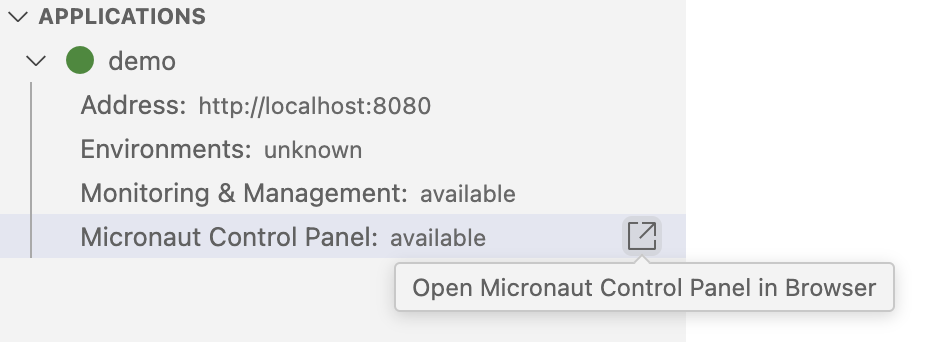 APPLICATIONS
demo
Address: http://localhost:8080
Environments: unknown
Monitoring & Management: available
Micronaut Control Panel: available
Open Micronaut Control Panel in Browser